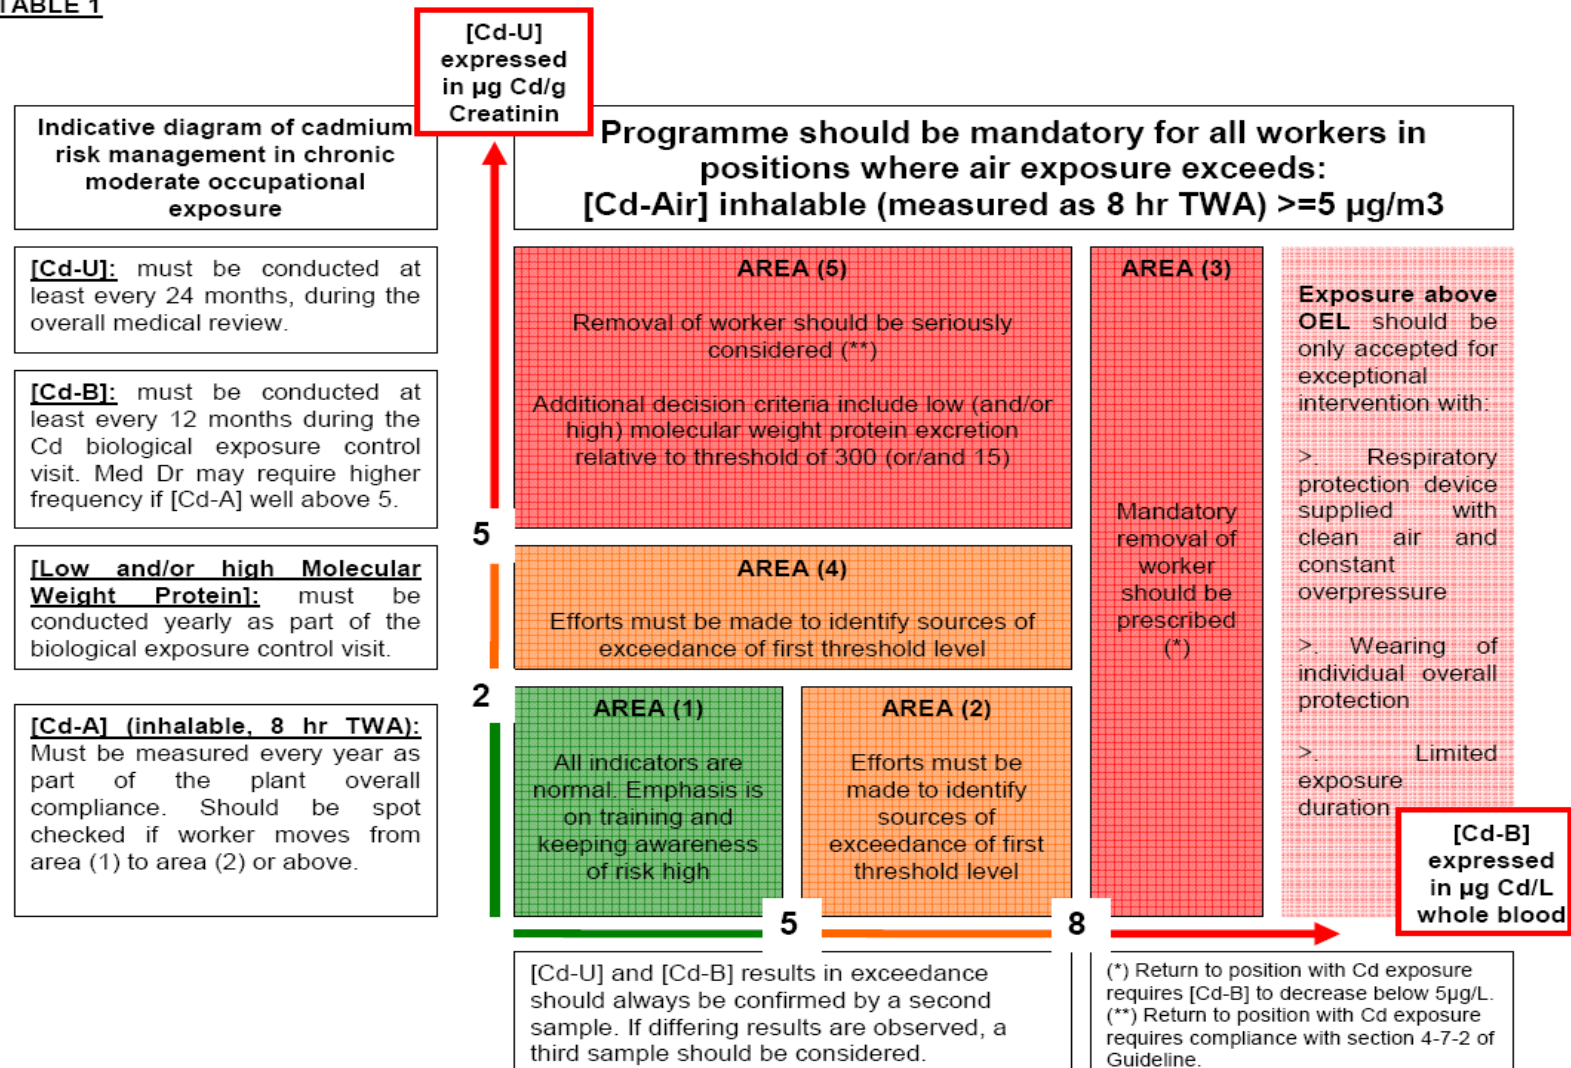 TABLE 1
[Cd-U]
expressed
in µg Cd/g
Creatinin
Indicative diagram of cadmium
risk management in chronic
moderate occupational
exposure
Programme should be mandatory for all workers in
positions where air exposure exceeds:
[Cd-Air] inhalable (measured as 8 hr TWA) >=5 µg/m3
[Cd-U]: must be conducted at
least every 24 months, during the
overall medical review.
[Cd-B]: must be conducted at
least every 12 months during the
Cd biological exposure control
visit. Med Dr may require higher
frequency if [Cd-A] well above 5.
[Low and/or high Molecular
Weight Protein]: must be
conducted yearly as part of the
biological exposure control visit.
[Cd-A] (inhalable, 8 hr TWA):
Must be measured every year as
part of the plant overall
compliance. Should be spot
checked if worker moves from
area (1) to area (2) or above.
5
2
AREA (5)
Removal of worker should be seriously
considered (**)
Additional decision criteria include low (and/or
high) molecular weight protein excretion
relative to threshold of 300 (or/and 15)
AREA (4)
Efforts must be made to identify sources of
exceedance of first threshold level
AREA (1)
All indicators are
normal. Emphasis is
on training and
keeping awareness
of risk high
AREA (2)
Efforts must be
made to identify
sources of
exceedance of first
threshold level
AREA (3)
Mandatory
removal of
worker
should be
prescribed
(*)
Exposure above
OEL should be
only accepted for
exceptional
intervention with:
>. Respiratory
protection device
supplied with
clean air and
constant
overpressure
>. Wearing of
individual overall
protection
>. Limited
exposure
duration
[Cd-B]
expressed
in µg Cd/L
whole blood
5
8
[Cd-U] and [Cd-B] results in exceedance
should always be confirmed by a second
sample. If differing results are observed, a
third sample should be considered.
(*) Return to position with Cd exposure
requires [Cd-B] to decrease below 5µg/L.
(**) Return to position with Cd exposure
requires compliance with section 4-7-2 of
Guideline.